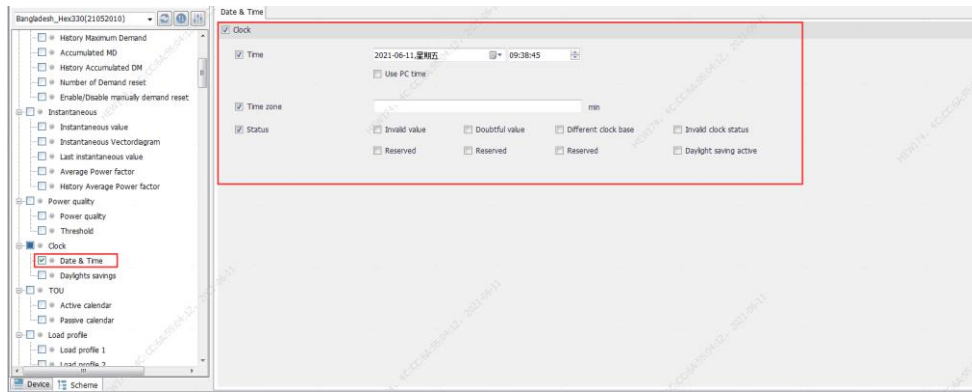 Bangladesh_Hex330(21052010)
History Maximum Demand
Accumulated MD
History Accumulated DM
Number of Demand reset
Enable/Disable manually demand reset
Instantaneous
Instantaneous value
Instantaneous Vectordiagram
Last instantaneous value
Average Power factor
History Average Power factor
Power quality
Power quality
Threshold
Clock
Date & Time
Daylights savings
TOU
Active calendar
Passive calendar
Load profile
Load profile 1
Load profile 2
Device Scheme
Date & Time
Clock
Time 2021-06-11,星期五 09:38:45
Use PC time
Time zone min
Status Invalid value Doubtful value Different clock base Invalid clock status
Reserved Reserved Reserved Daylight saving active